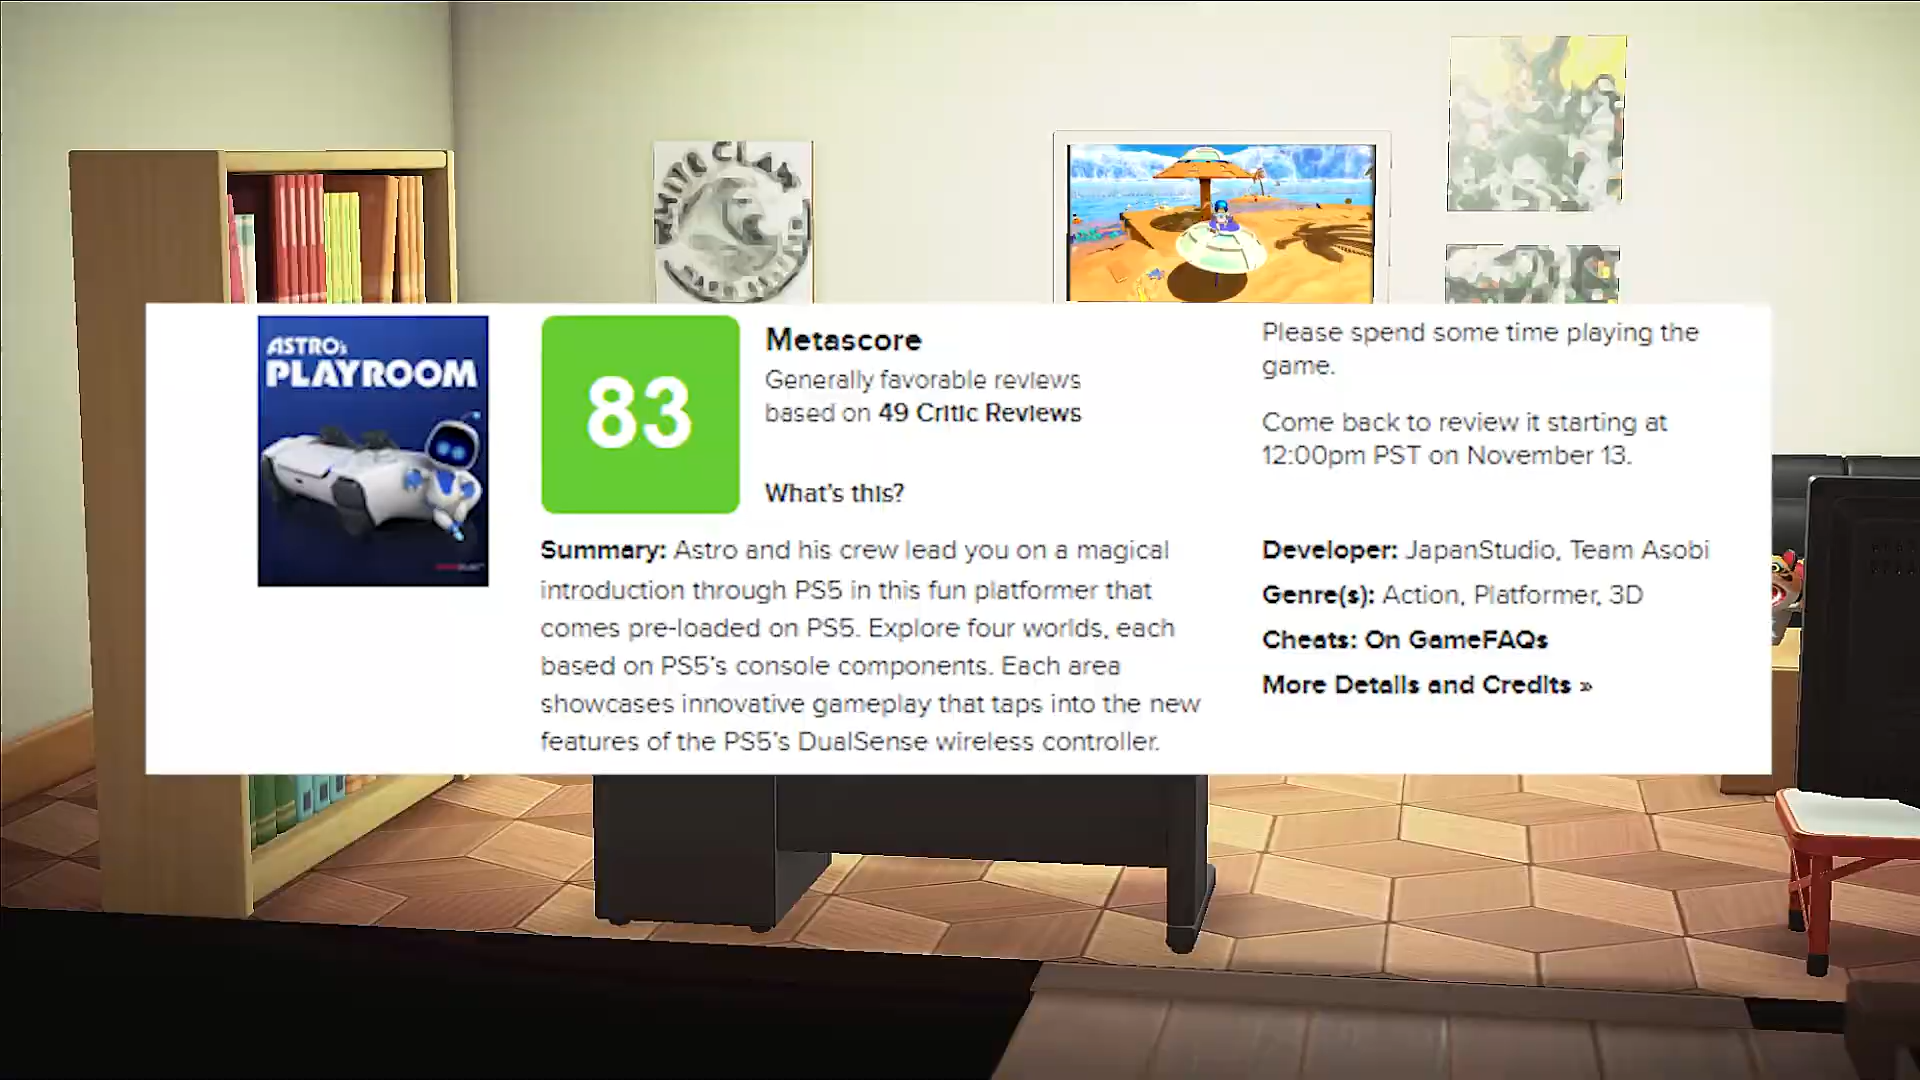 ASTRO's
PLAYROOM
83
Metascore
Generally favorable reviews
based on 49 Critic Reviews
What's this?
Summary: Astro and his crew lead you on a magical
introduction through PS5 in this fun platformer that
comes pre-loaded on PS5. Explore four worlds, each
based on PS5's console components. Each area
showcases innovative gameplay that taps into the new
features of the PS5's DualSense wireless controller.
Please spend some time playing the
game.
Come back to review it starting at
12:00pm PST on November 13.
Developer: JapanStudio, Team Asobi
Genre(s): Action, Platformer, 3D
Cheats: On GameFAQs
More Details and Credits »